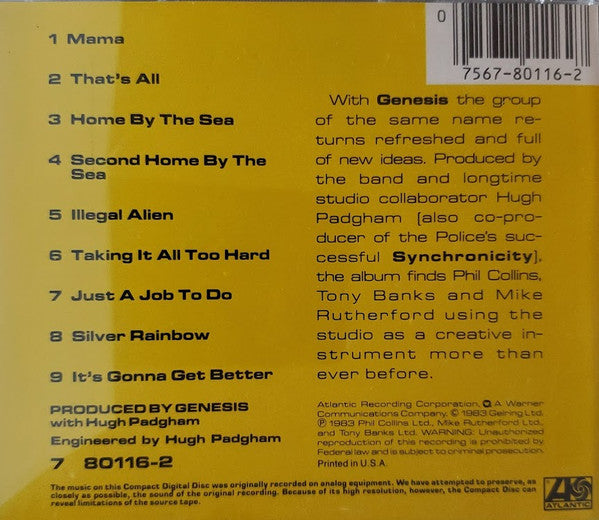 0
7567-80116-2
1 Mama
2 That's All
3 Home By The Sea
4 Second Home By The
Sea
5 Illegal Alien
6 Taking It All Too Hard
7 Just A Job To Do
8 Silver Rainbow
9 It's Gonna Get Better
PRODUCED BY GENESIS
with Hugh Padgham
Engineered by Hugh Padgham
7 80116-2
With Genesis the group
of the same name re-
turns refreshed and full
of new ideas. Produced by
the band and longtime
studio collaborator Hugh
Padgham (also co-pro-
ducer of the Police's suc-
cessful Synchronicity),
the album finds Phil Collins,
Tony Banks and Mike
Rutherford using the
studio as a creative in-
strument more than
ever before.
Atlantic Recording Corporation, A Warner
Communications Company. © 1983 Gelring Ltd.
℗ 1983 Phil Collins Ltd., Mike Rutherford Ltd.,
and Tony Banks Ltd. WARNING: Unauthorized
reproduction of this recording is prohibited by
Federal law and is subject to criminal prosecution.
Printed in U.S.A.
The music on this Compact Digital Disc was originally recorded on analog equipment. We have attempted to preserve, as
closely as possible, the sound of the original recording. Because of its high resolution, however, the Compact Disc can
reveal limitations of the source tape.
ATLANTIC